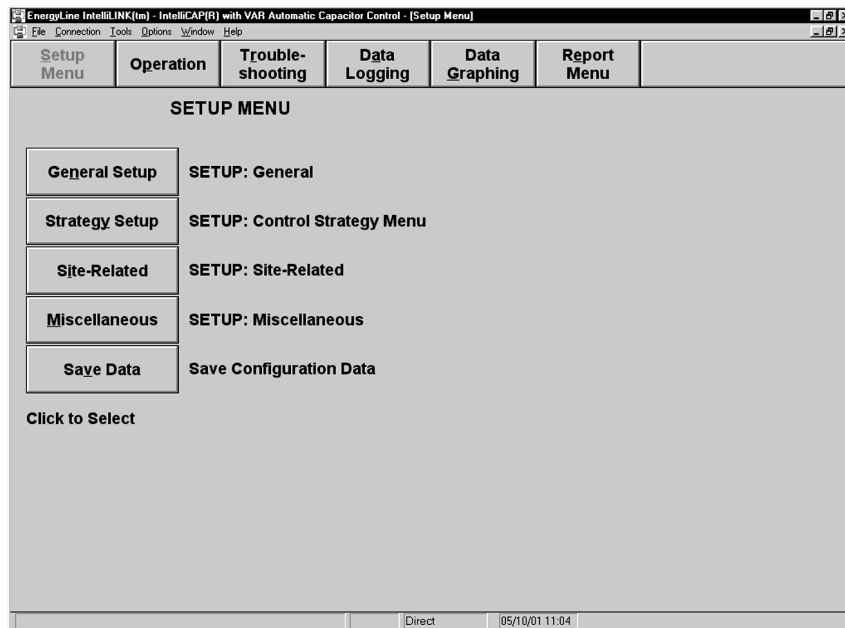 EnergyLine IntelliLINK(tm) - IntelliCAP(R) with VAR Automatic Capacitor Control - [Setup Menu]
File Connection Tools Options Window Help
Setup Menu
Operation
Trouble-shooting
Data Logging
Data Graphing
Report Menu
SETUP MENU
General Setup SETUP: General
Strategy Setup SETUP: Control Strategy Menu
Site-Related SETUP: Site-Related
Miscellaneous SETUP: Miscellaneous
Save Data Save Configuration Data
Click to Select
Direct 05/10/01 11:04